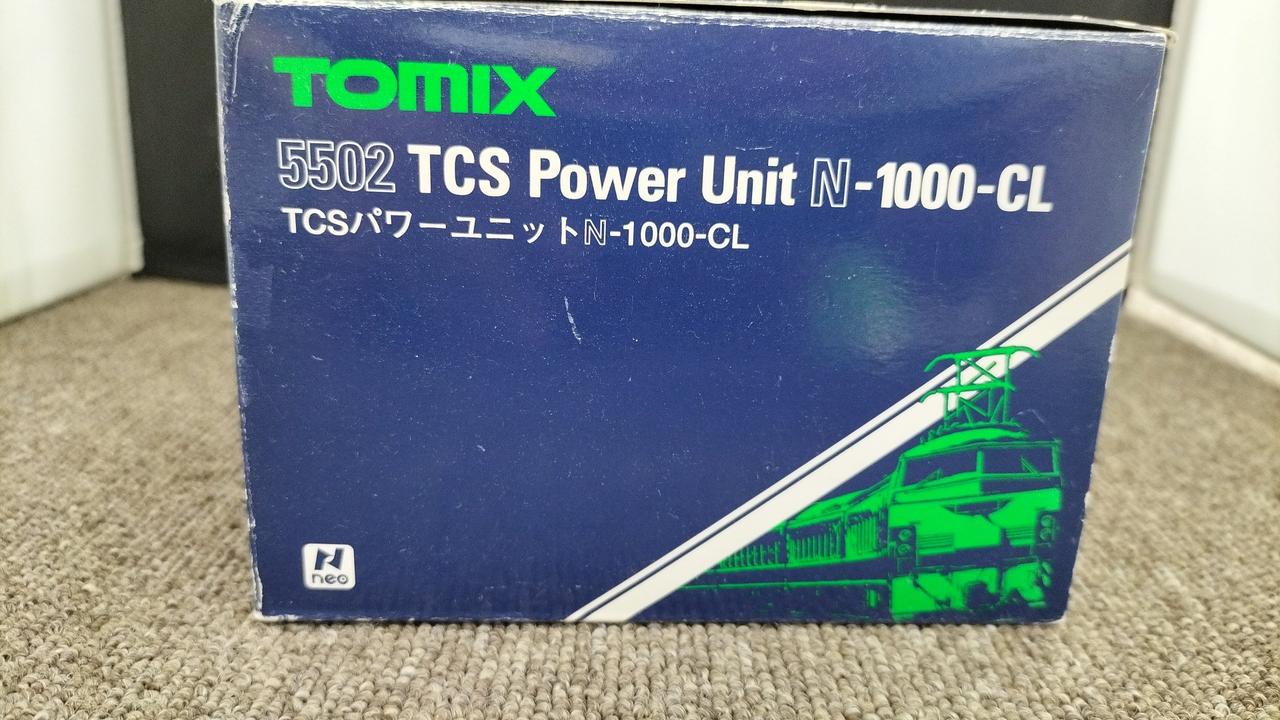 TOMIX
5502 TCS Power Unit N-1000-CL
TCSパワーユニットN-1000-CL
N
neo